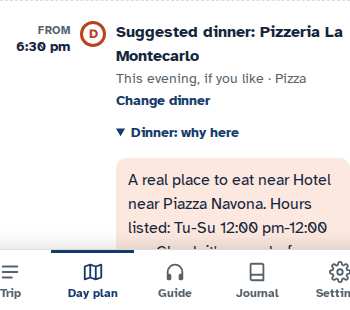 FROM
6:30 pm
D
Suggested dinner: Pizzeria La
Montecarlo
This evening, if you like · Pizza
Change dinner
▼ Dinner: why here
A real place to eat near Hotel
near Piazza Navona. Hours
listed: Tu-Su 12:00 pm-12:00
Trip
Day plan
Guide
Journal
Settin